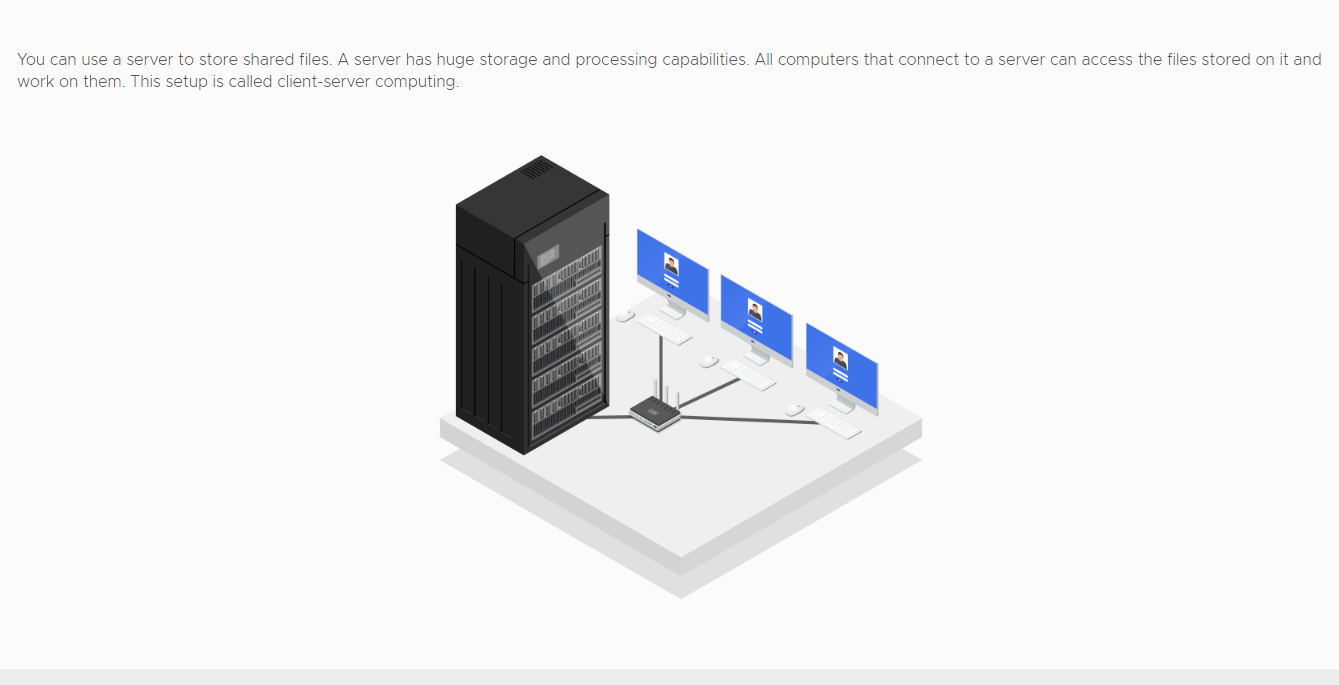 You can use a server to store shared files. A server has huge storage and processing capabilities. All computers that connect to a server can access the files stored on it and
work on them. This setup is called client-server computing.